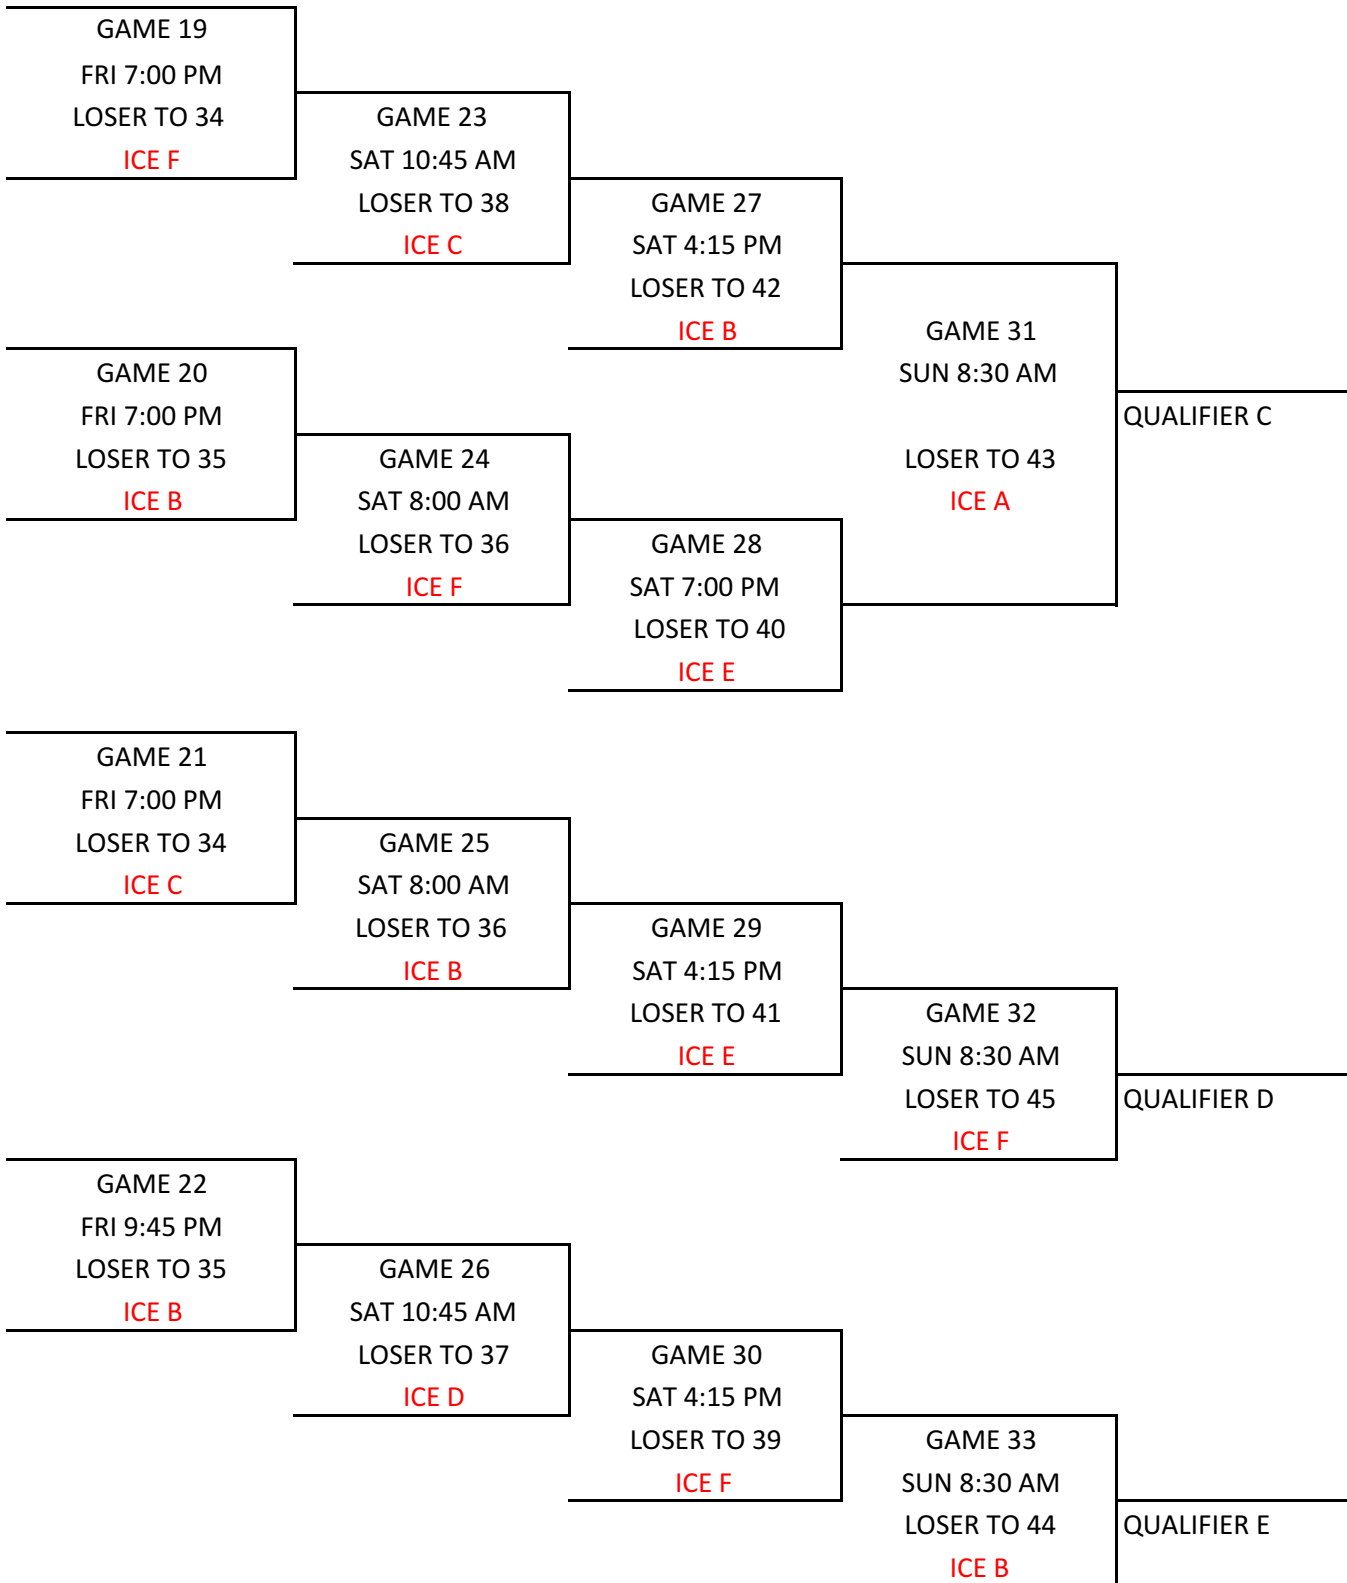 GAME 19
FRI 7:00 PM
LOSER TO 34
ICE F
GAME 23
SAT 10:45 AM
LOSER TO 38
ICE C
GAME 27
SAT 4:15 PM
LOSER TO 42
ICE B
GAME 31
SUN 8:30 AM
LOSER TO 43
ICE A
QUALIFIER C
GAME 20
FRI 7:00 PM
LOSER TO 35
ICE B
GAME 24
SAT 8:00 AM
LOSER TO 36
ICE F
GAME 28
SAT 7:00 PM
LOSER TO 40
ICE E
GAME 21
FRI 7:00 PM
LOSER TO 34
ICE C
GAME 25
SAT 8:00 AM
LOSER TO 36
ICE B
GAME 29
SAT 4:15 PM
LOSER TO 41
ICE E
GAME 32
SUN 8:30 AM
LOSER TO 45
ICE F
QUALIFIER D
GAME 22
FRI 9:45 PM
LOSER TO 35
ICE B
GAME 26
SAT 10:45 AM
LOSER TO 37
ICE D
GAME 30
SAT 4:15 PM
LOSER TO 39
ICE F
GAME 33
SUN 8:30 AM
LOSER TO 44
ICE B
QUALIFIER E